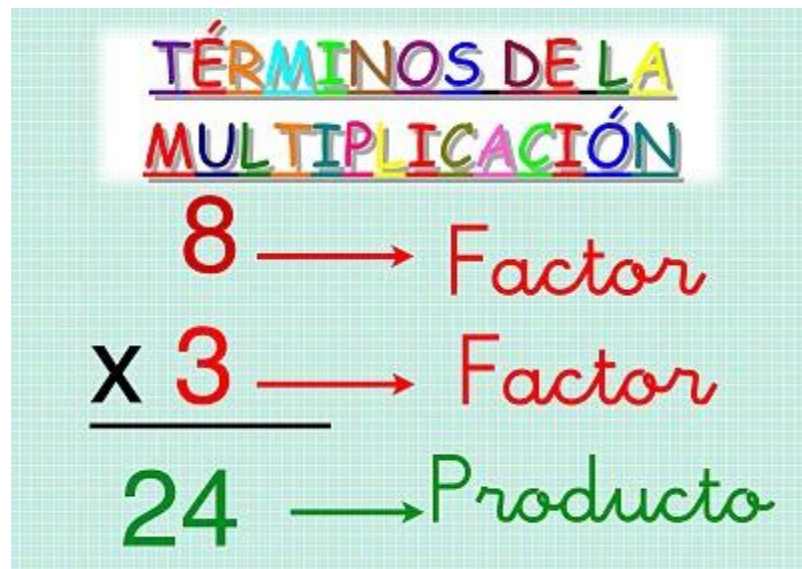 TÉRMINOS DE LA
MULTIPLICACIÓN
8 Factor
x 3 Factor
24 Producto